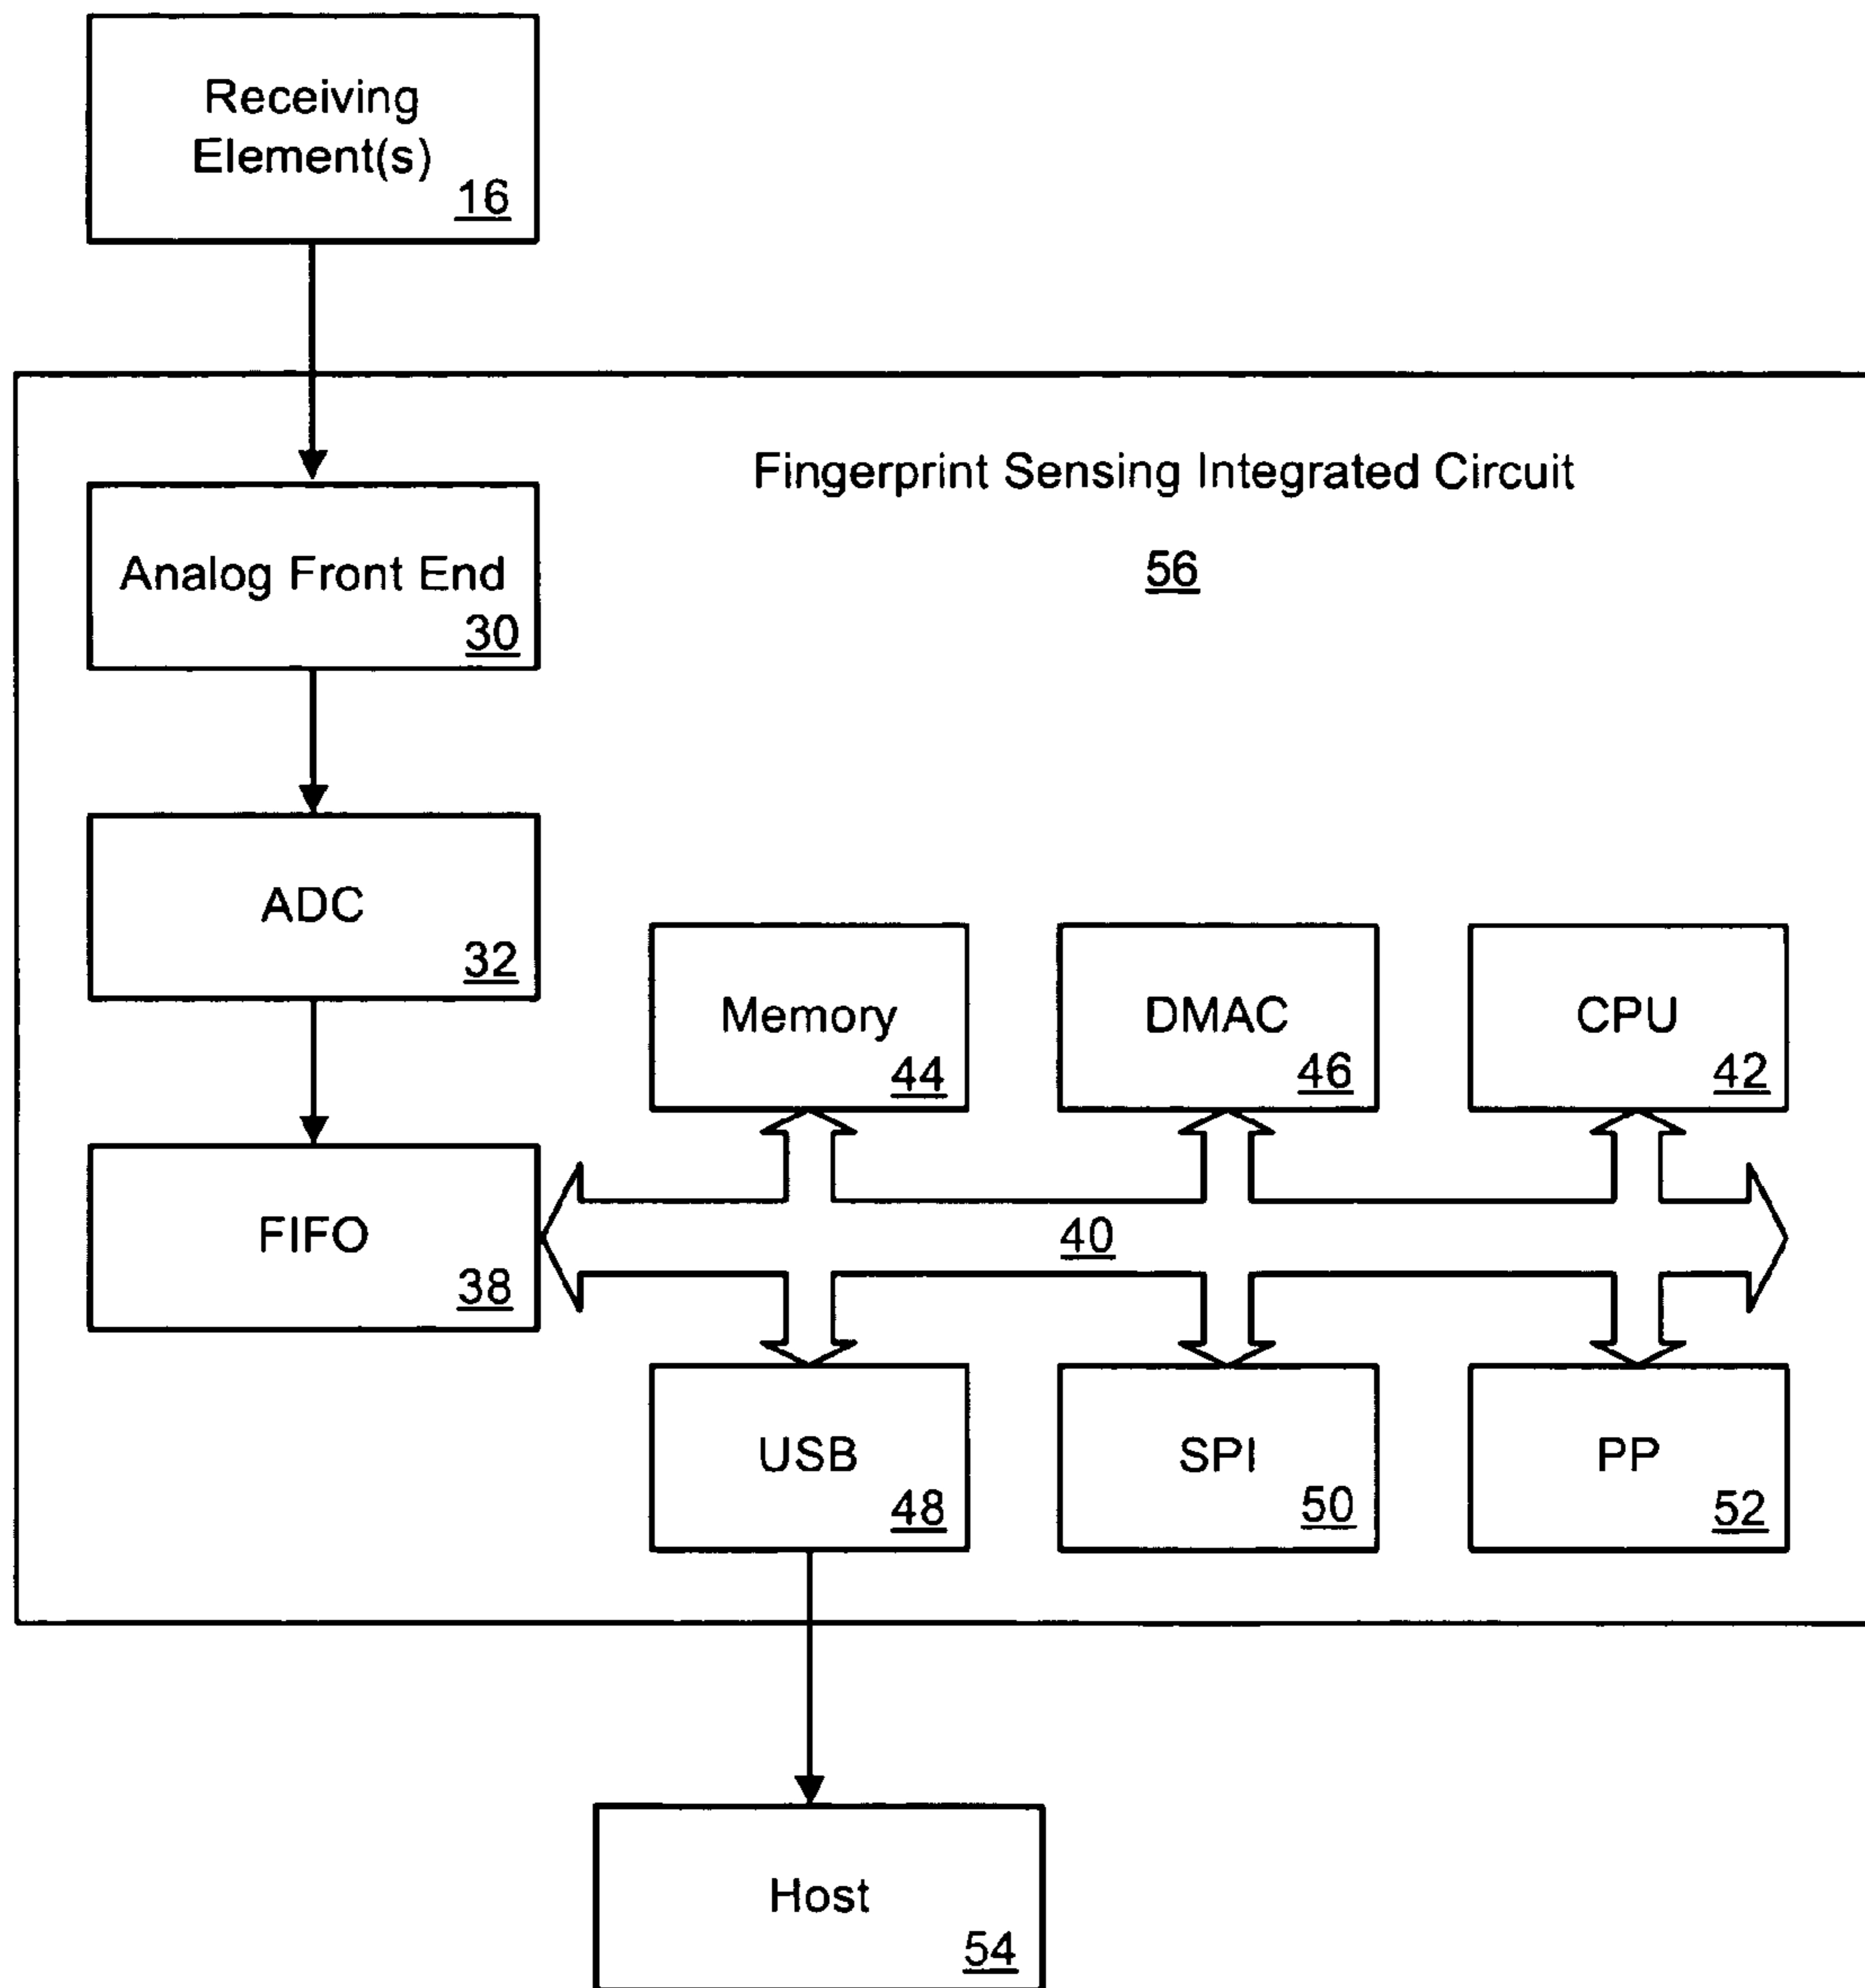 Receiving
Element(s)
16
Fingerprint Sensing Integrated Circuit
56
Analog Front End
30
ADC
32
Memory
44
DMAC
46
CPU
42
FIFO
38
40
USB
48
SPI
50
PP
52
Host
54